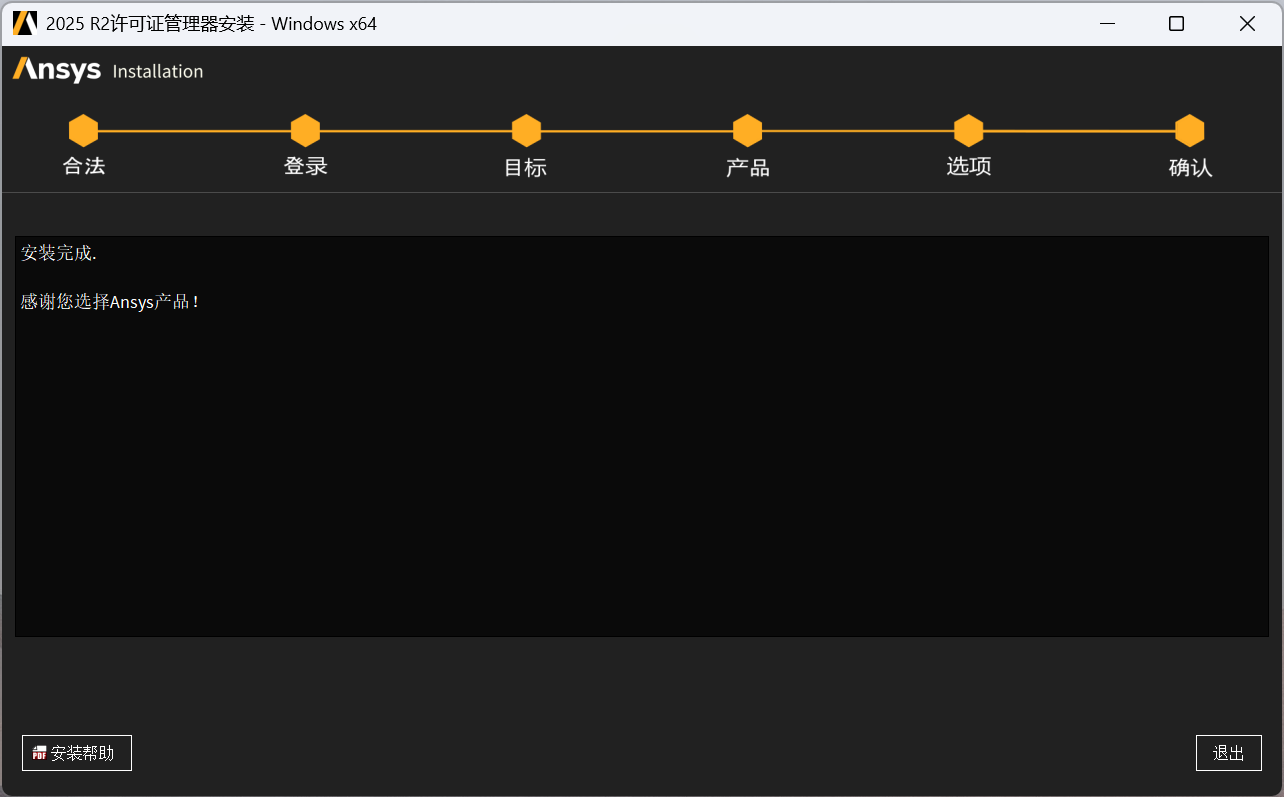 2025 R2许可证管理器安装 - Windows x64
Ansys Installation
合法 登录 目标 产品 选项 确认
安装完成.
感谢您选择Ansys产品！
PDF 安装帮助 退出